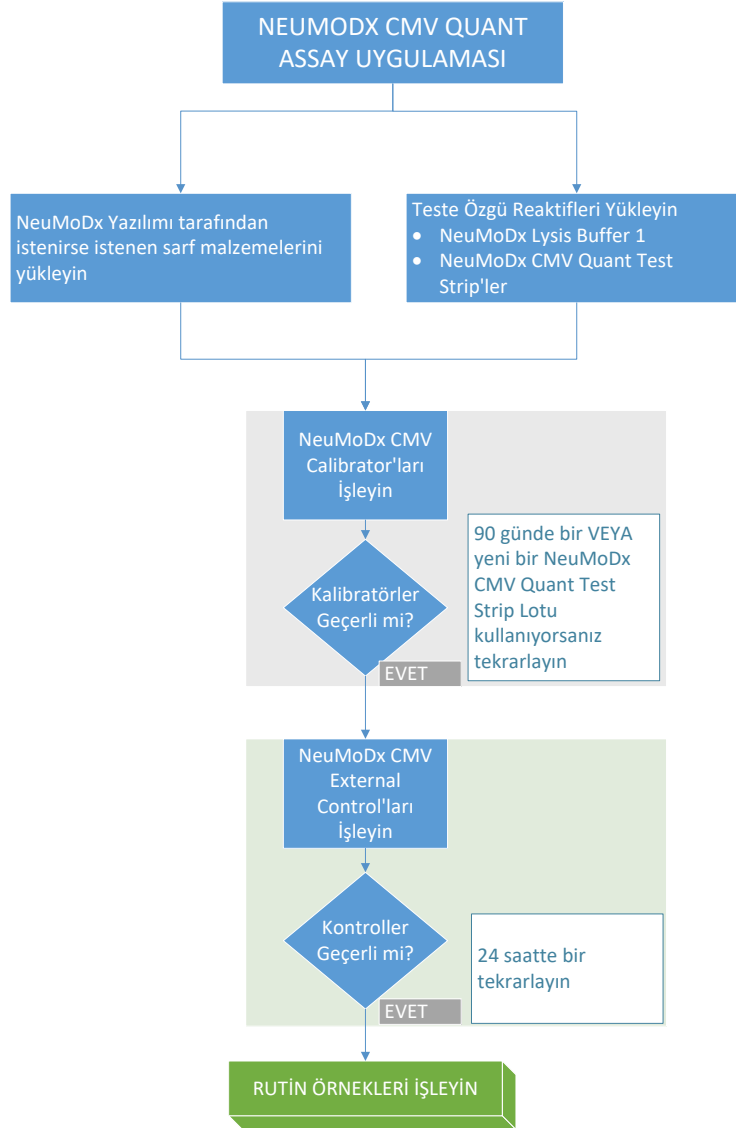 NEUMODX CMV QUANT
ASSAY UYGULAMASI
NeuMoDx Yazılımı tarafından
istenirse istenen sarf malzemelerini
yükleyin
Teste Özgü Reaktifleri Yükleyin
• NeuMoDx Lysis Buffer 1
• NeuMoDx CMV Quant Test
Strip'ler
NeuMoDx CMV
Calibrator'ları
İşleyin
Kalibratörler
Geçerli mi?
90 günde bir VEYA
yeni bir NeuMoDx
CMV Quant Test
Strip Lotu
kullanıyorsanız
tekrarlayın
EVET
NeuMoDx CMV
External
Control'ları
İşleyin
Kontroller
Geçerli mi?
24 saatte bir
tekrarlayın
EVET
RUTİN ÖRNEKLERİ İŞLEYİN